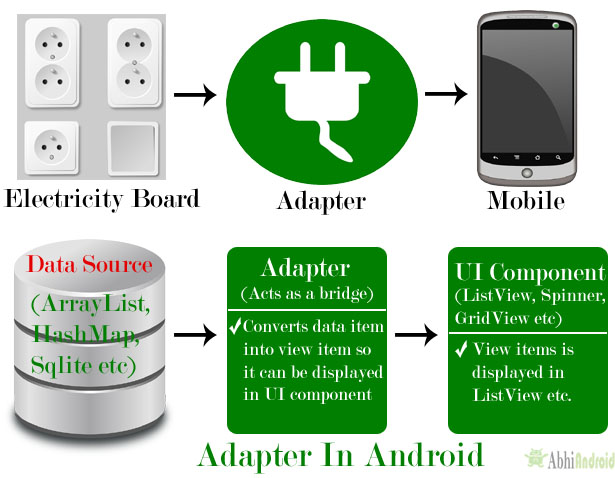 Electricity Board
Adapter
Mobile
Data Source
(ArrayList,
HashMap,
Sqlite etc)
Adapter
(Acts as a bridge)
Converts data item
into view item so
it can be displayed
in UI component
UI Component
(ListView, Spinner,
GridView etc)
View items is
displayed in
ListView etc.
Adapter In Android
AbhiAndroid